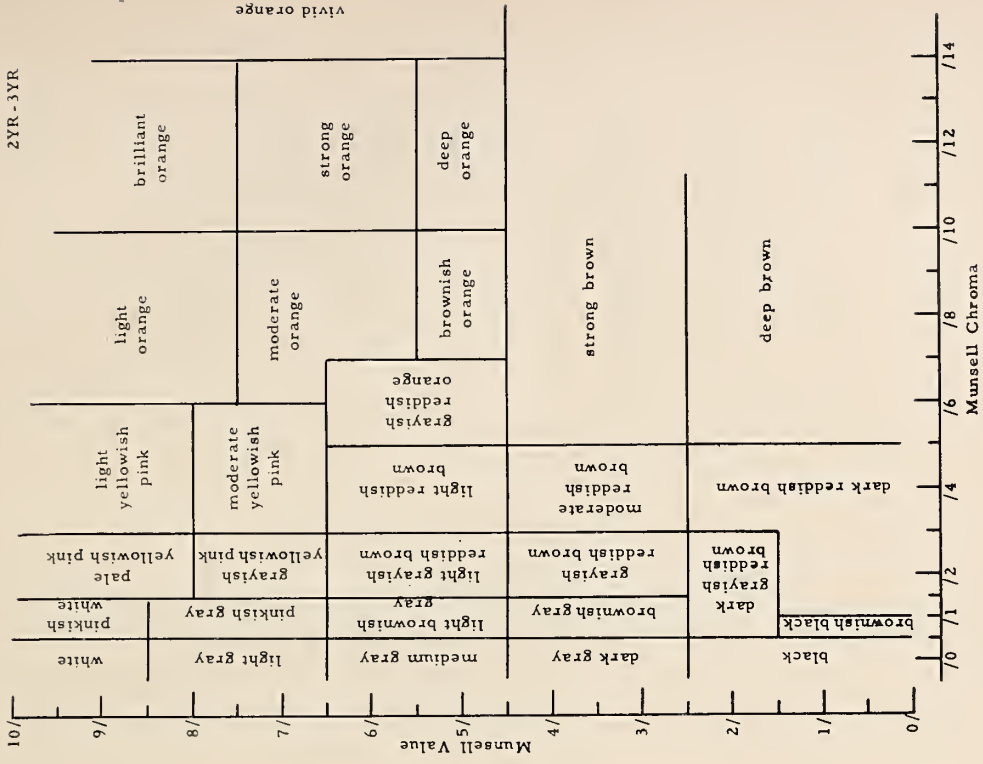 2YR - 3YR
vivid orange
brilliant
orange
strong
orange
deep
orange
light
orange
moderate
orange
brownish
orange
strong brown
deep brown
light
yellowish
pink
moderate
yellowish
pink
grayish
reddish
orange
light reddish
brown
moderate
reddish
brown
dark reddish brown
pale
yellowish pink
grayish
yellowish pink
light grayish
reddish brown
grayish
reddish brown
dark
grayish
reddish
brown
pinkish
white
pinkish gray
light brownish
gray
brownish gray
brownish black
white
light gray
medium gray
dark gray
black
10/
9/
8/
7/
6/
5/
4/
3/
2/
1/
0/
Munsell Value
/0
/1
/2
/4
/6
/8
/10
/12
/14
Munsell Chroma